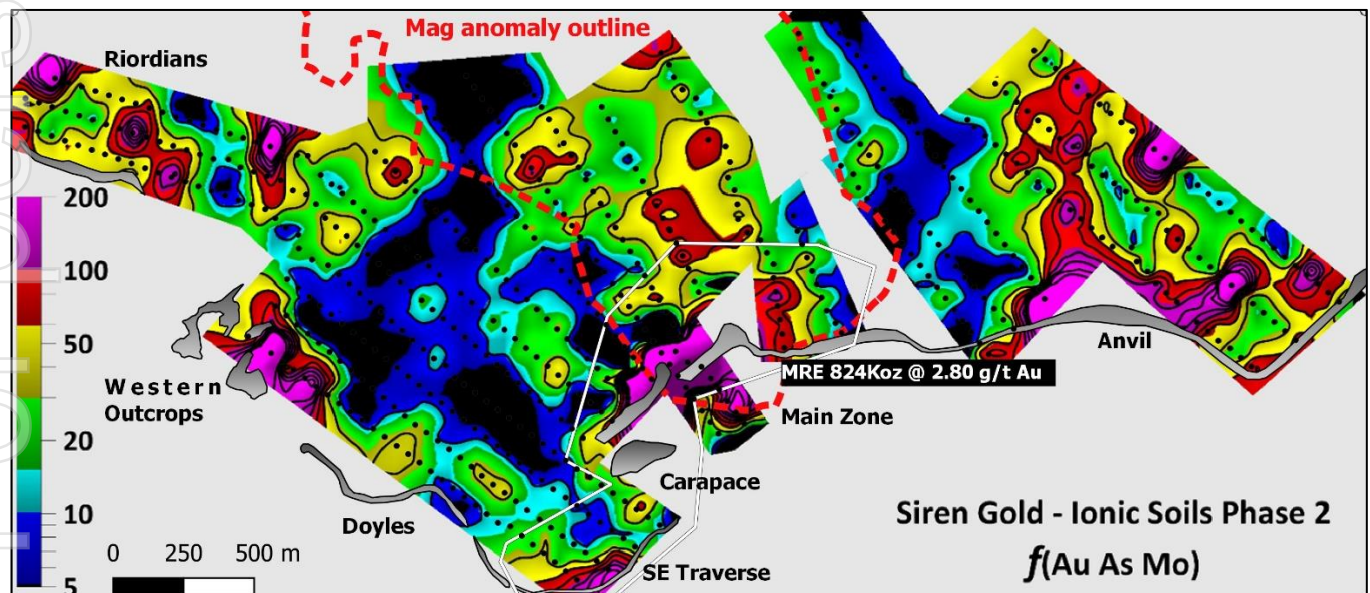 Mag anomaly outline
Riordians
200
100
50
20
10
5
Western
Outcrops
Anvil
MRE 824Koz @ 2.80 g/t Au
Main Zone
Carapace
Doyles
0 250 500 m
SE Traverse
Siren Gold - Ionic Soils Phase 2
f(Au As Mo)